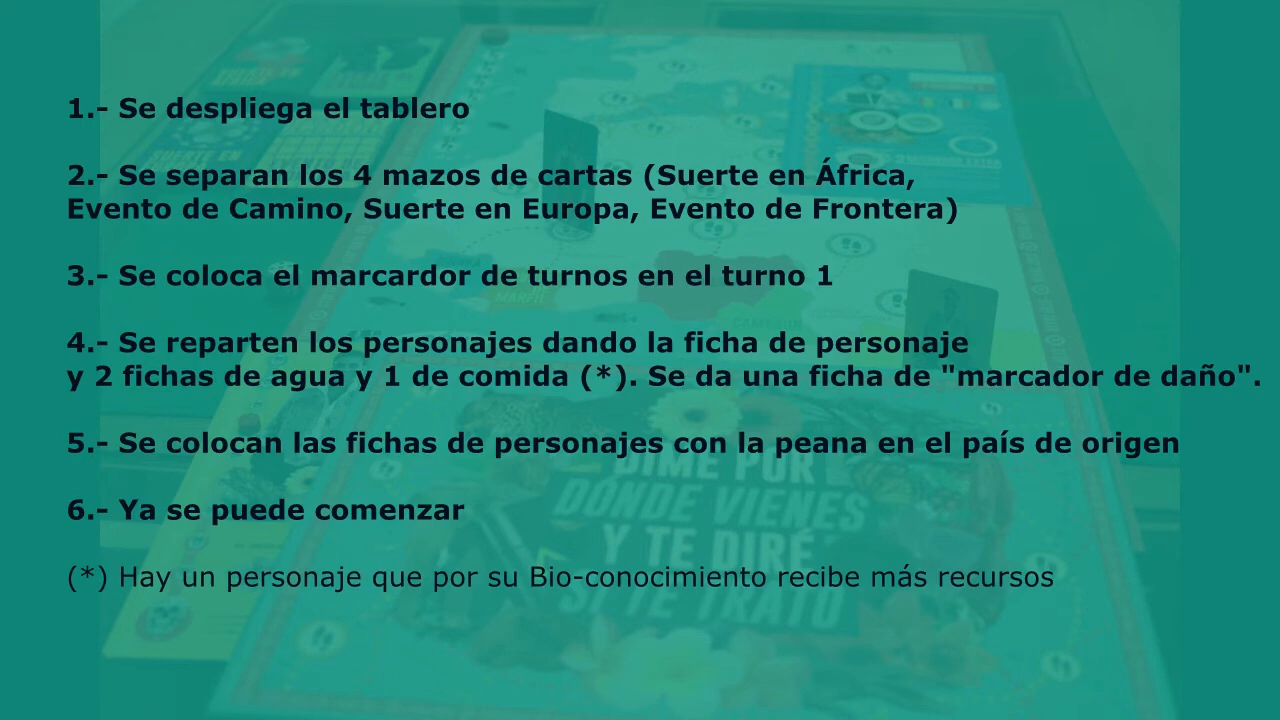 1.- Se despliega el tablero
2.- Se separan los 4 mazos de cartas (Suerte en África,
Evento de Camino, Suerte en Europa, Evento de Frontera)
3.- Se coloca el marcardor de turnos en el turno 1
4.- Se reparten los personajes dando la ficha de personaje
y 2 fichas de agua y 1 de comida (*). Se da una ficha de "marcador de daño".
5.- Se colocan las fichas de personajes con la peana en el país de origen
6.- Ya se puede comenzar
(*) Hay un personaje que por su Bio-conocimiento recibe más recursos
MARFIL
DIME POR
DÓNDE VIENES
Y TE DIRÉ
SI TE TRATO